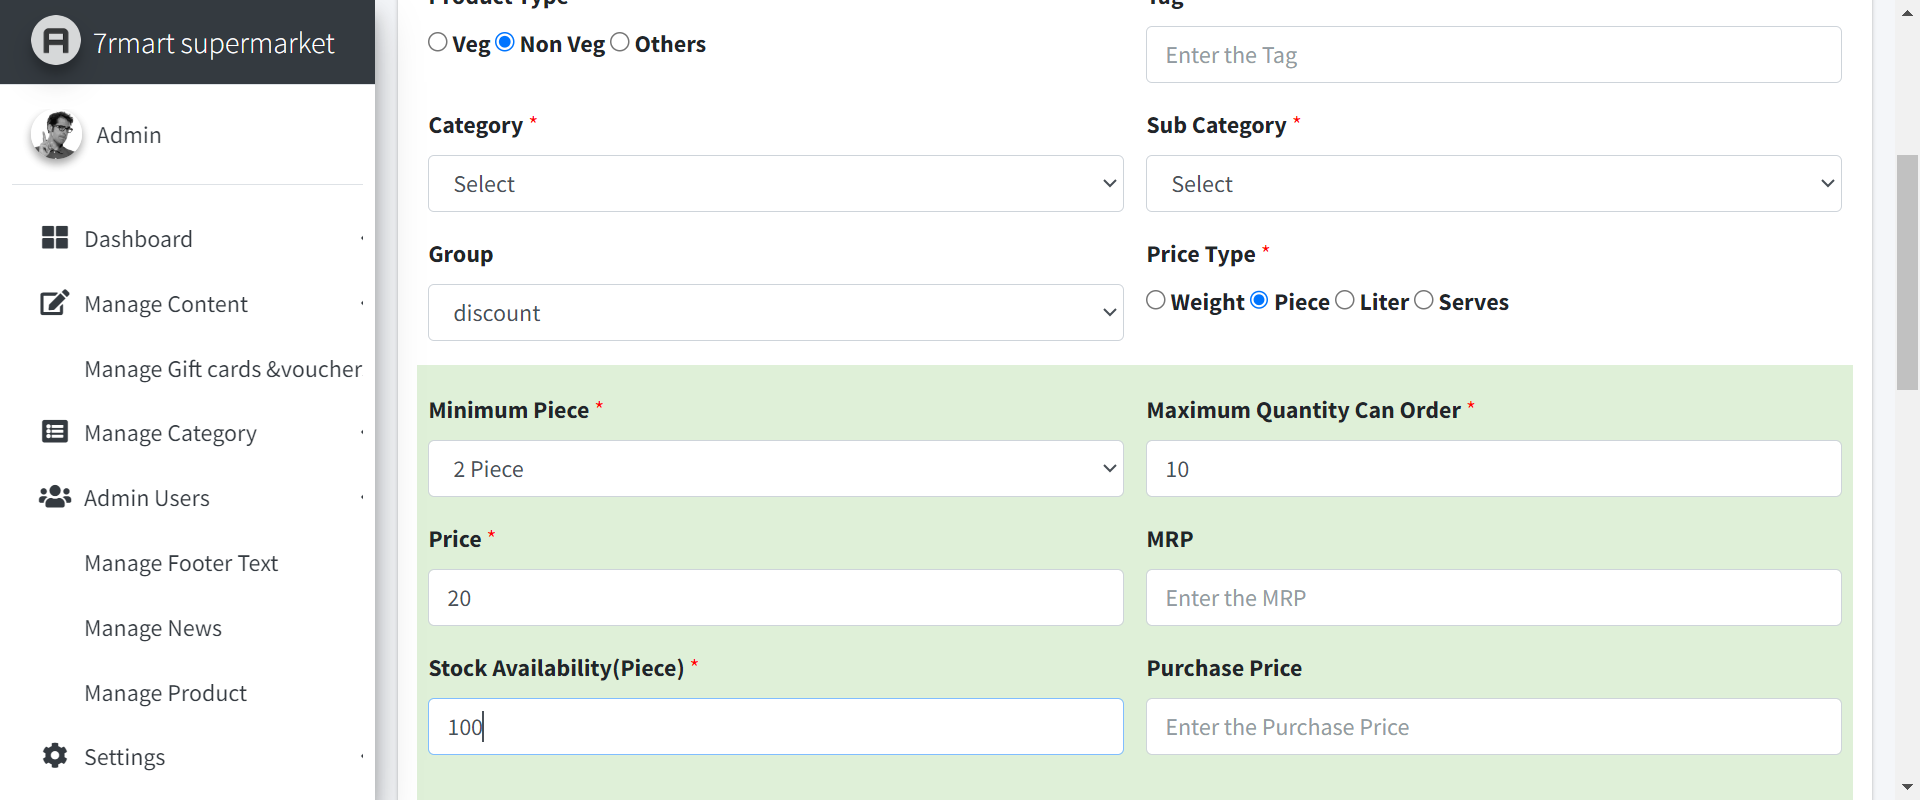 7rmart supermarket
Admin
Dashboard
Manage Content
Manage Gift cards &voucher
Manage Category
Admin Users
Manage Footer Text
Manage News
Manage Product
Settings
Product Type
Veg Non Veg Others
Tag
Enter the Tag
Category *
Select
Sub Category *
Select
Group
discount
Price Type *
Weight Piece Liter Serves
Minimum Piece *
2 Piece
Maximum Quantity Can Order *
10
Price *
20
MRP
Enter the MRP
Stock Availability(Piece) *
100
Purchase Price
Enter the Purchase Price